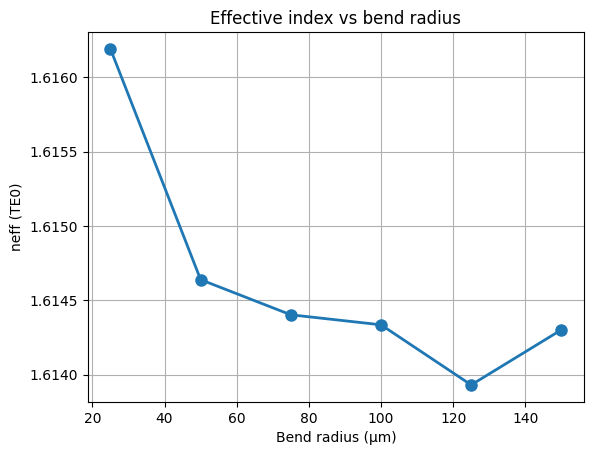 Effective index vs bend radius
neff (TE0)
1.6160
1.6155
1.6150
1.6145
1.6140
20 40 60 80 100 120 140
Bend radius (μm)